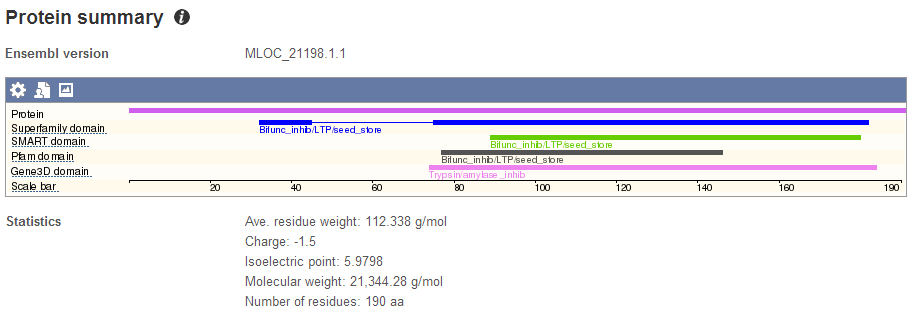 Protein summary
Ensembl version MLOC_21198.1.1
Protein
Superfamily domain
Bifunc_inhib/LTP/seed_store
SMART domain
Bifunc_inhib/LTP/seed_store
Pfam domain
Bifunc_inhib/LTP/seed_store
Gene3D domain
Trypsin/amylase_inhib
Scale bar 20 40 60 80 100 120 140 160 190
Statistics Ave. residue weight: 112.338 g/mol
Charge: -1.5
Isoelectric point: 5.9798
Molecular weight: 21,344.28 g/mol
Number of residues: 190 aa